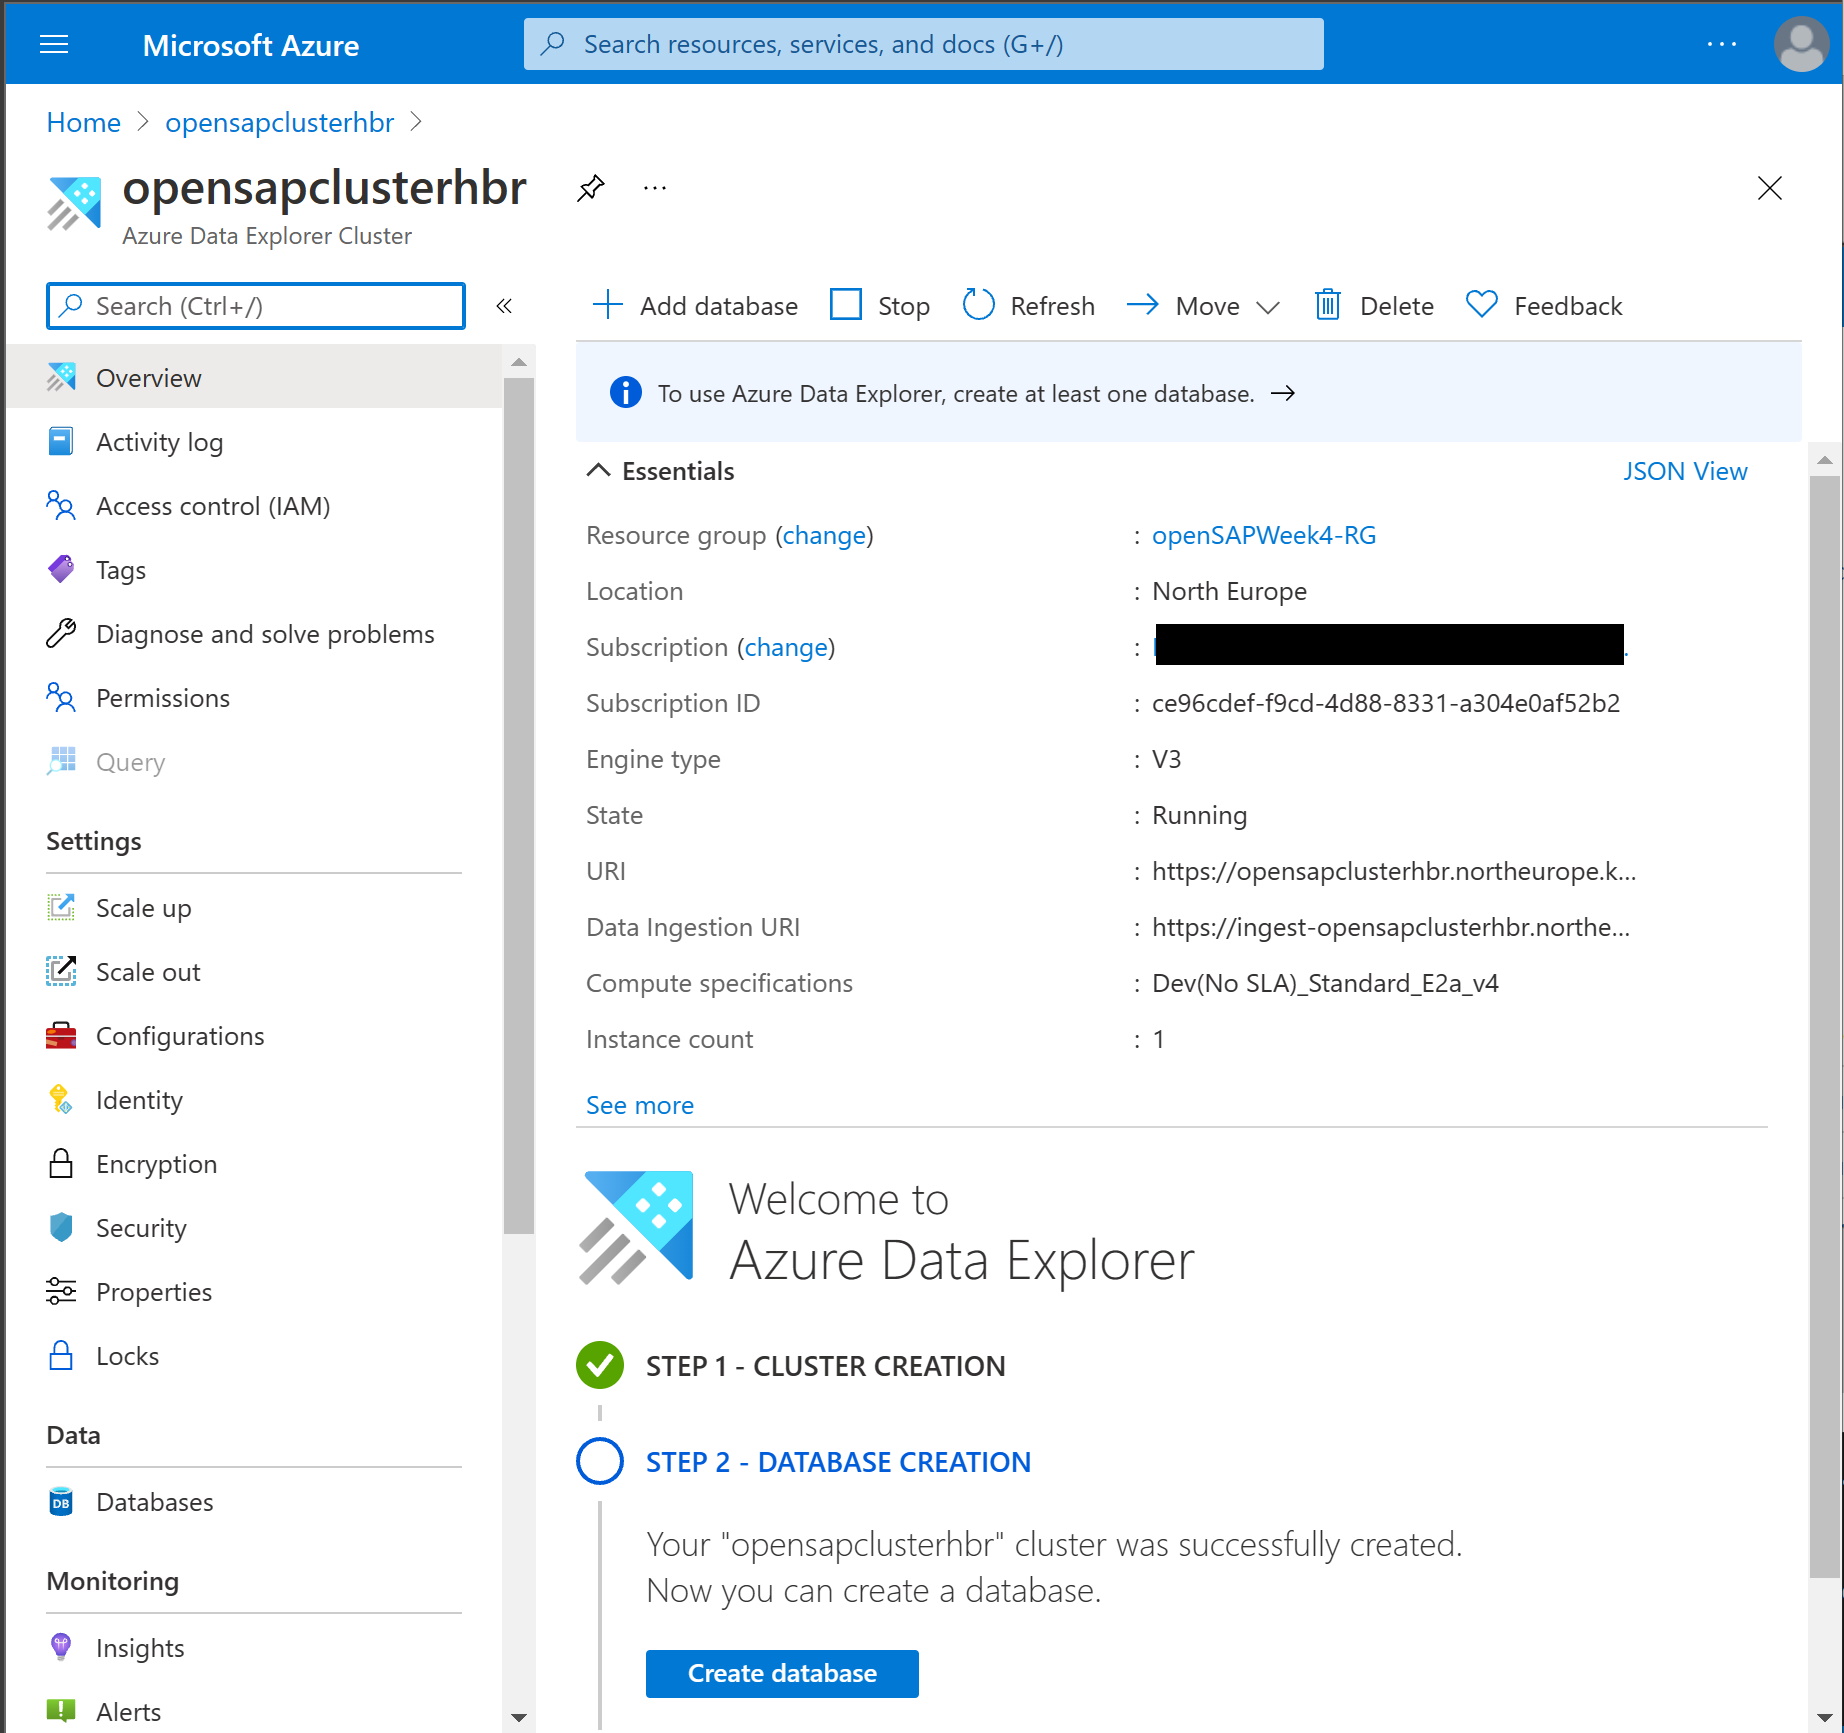 Microsoft Azure
Search resources, services, and docs (G+/)
Home > opensapclusterhbr >
opensapclusterhbr
Azure Data Explorer Cluster
Search (Ctrl+/)
Overview
Activity log
Access control (IAM)
Tags
Diagnose and solve problems
Permissions
Query
Settings
Scale up
Scale out
Configurations
Identity
Encryption
Security
Properties
Locks
Data
Databases
Monitoring
Insights
Alerts
Add database Stop Refresh Move Delete Feedback
To use Azure Data Explorer, create at least one database. →
Essentials JSON View
Resource group (change) : openSAPWeek4-RG
Location : North Europe
Subscription (change) :
Subscription ID : ce96cdef-f9cd-4d88-8331-a304e0af52b2
Engine type : V3
State : Running
URI : https://opensapclusterhbr.northeurope.k...
Data Ingestion URI : https://ingest-opensapclusterhbr.northe...
Compute specifications : Dev(No SLA)_Standard_E2a_v4
Instance count : 1
See more
Welcome to
Azure Data Explorer
STEP 1 - CLUSTER CREATION
STEP 2 - DATABASE CREATION
Your "opensapclusterhbr" cluster was successfully created.
Now you can create a database.
Create database